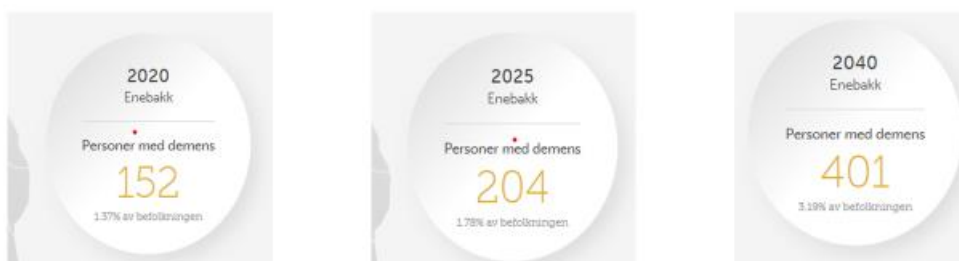 2020
Enebakk
Personer med demens
152
1.37% av befolkningen
2025
Enebakk
Personer med demens
204
1.78% av befolkningen
2040
Enebakk
Personer med demens
401
3.19% av befolkningen